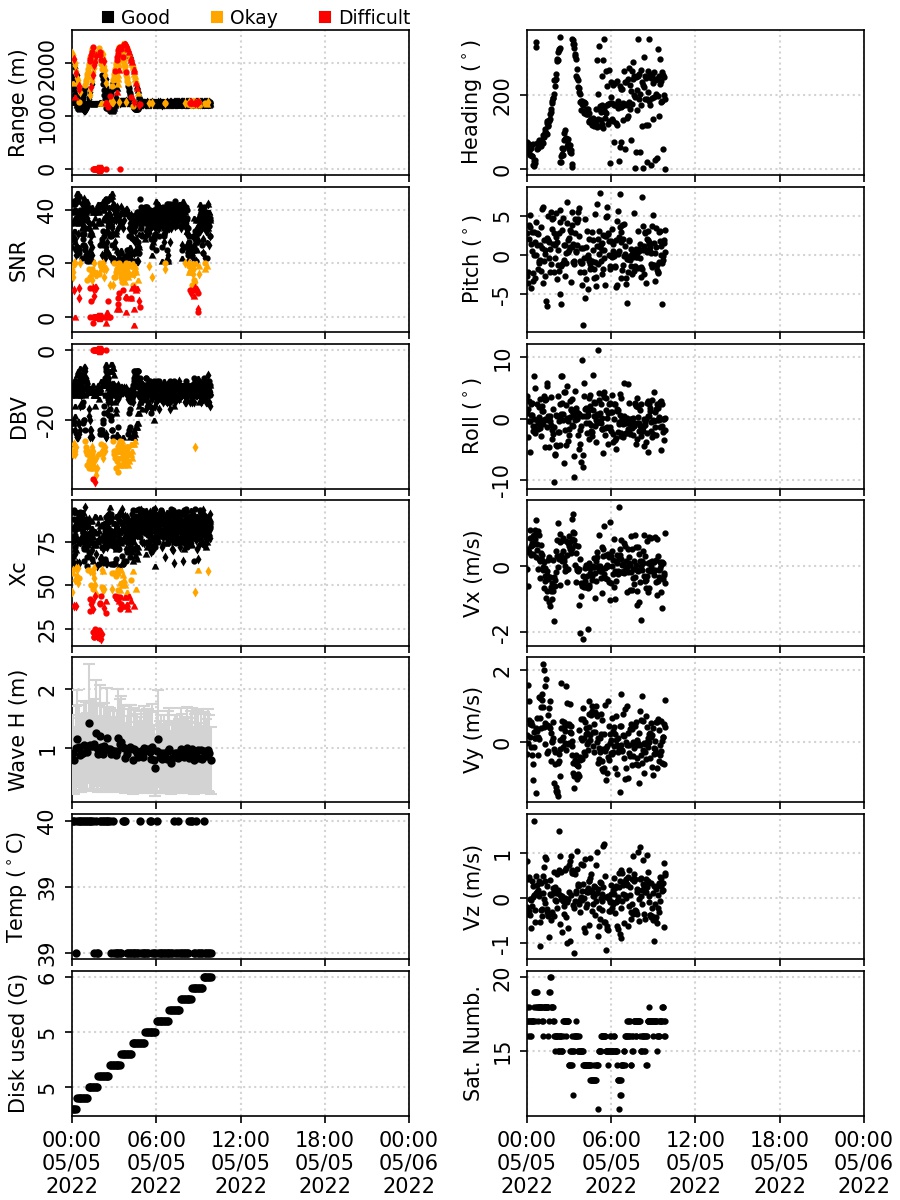 Good Okay Difficult
Range (m)
2000
1000
0
Heading (°)
200
0
SNR
40
20
0
Pitch (°)
5
0
-5
DBV
0
-20
Roll (°)
10
0
-10
Xc
75
50
25
Vx (m/s)
0
-2
Wave H (m)
2
1
Vy (m/s)
2
0
Temp (°C)
40
39
39
Vz (m/s)
1
0
-1
Disk used (G)
6
5
5
Sat. Numb.
20
15
00:00 06:00 12:00 18:00 00:00
05/05 05/05 05/05 05/05 05/06
2022 2022 2022 2022 2022
00:00 06:00 12:00 18:00 00:00
05/05 05/05 05/05 05/05 05/06
2022 2022 2022 2022 2022